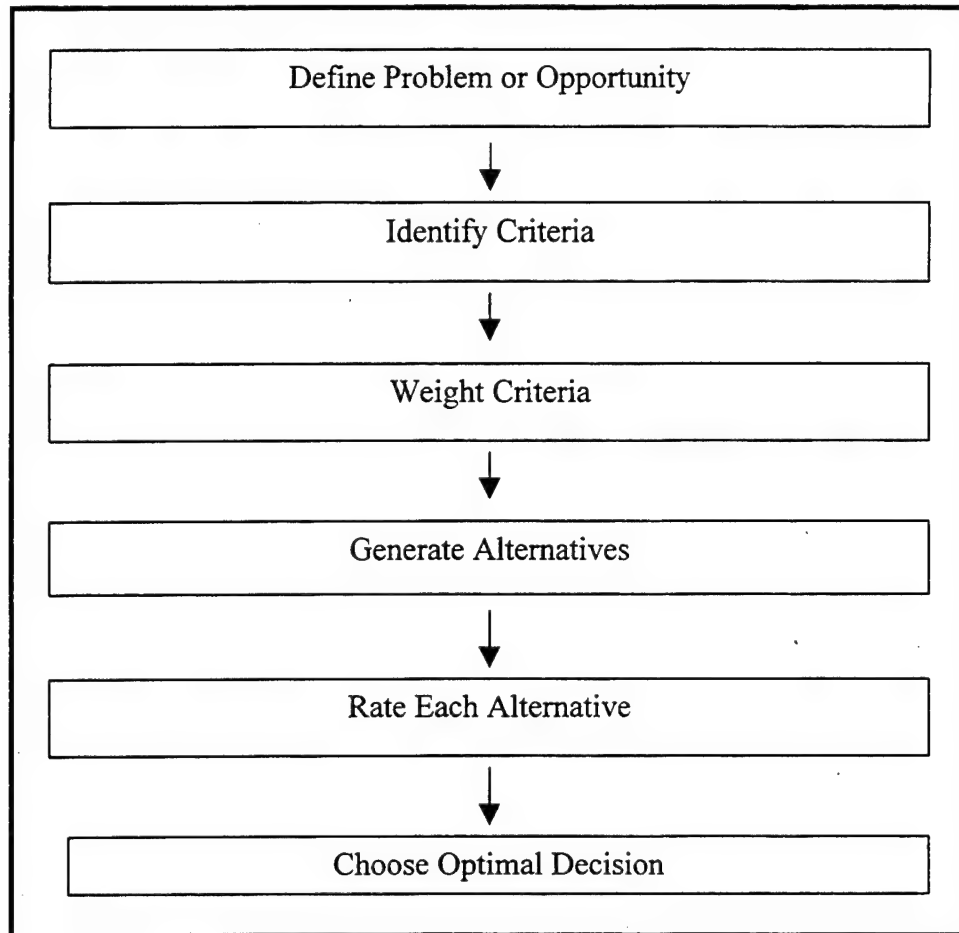 Define Problem or Opportunity
Identify Criteria
Weight Criteria
Generate Alternatives
Rate Each Alternative
Choose Optimal Decision